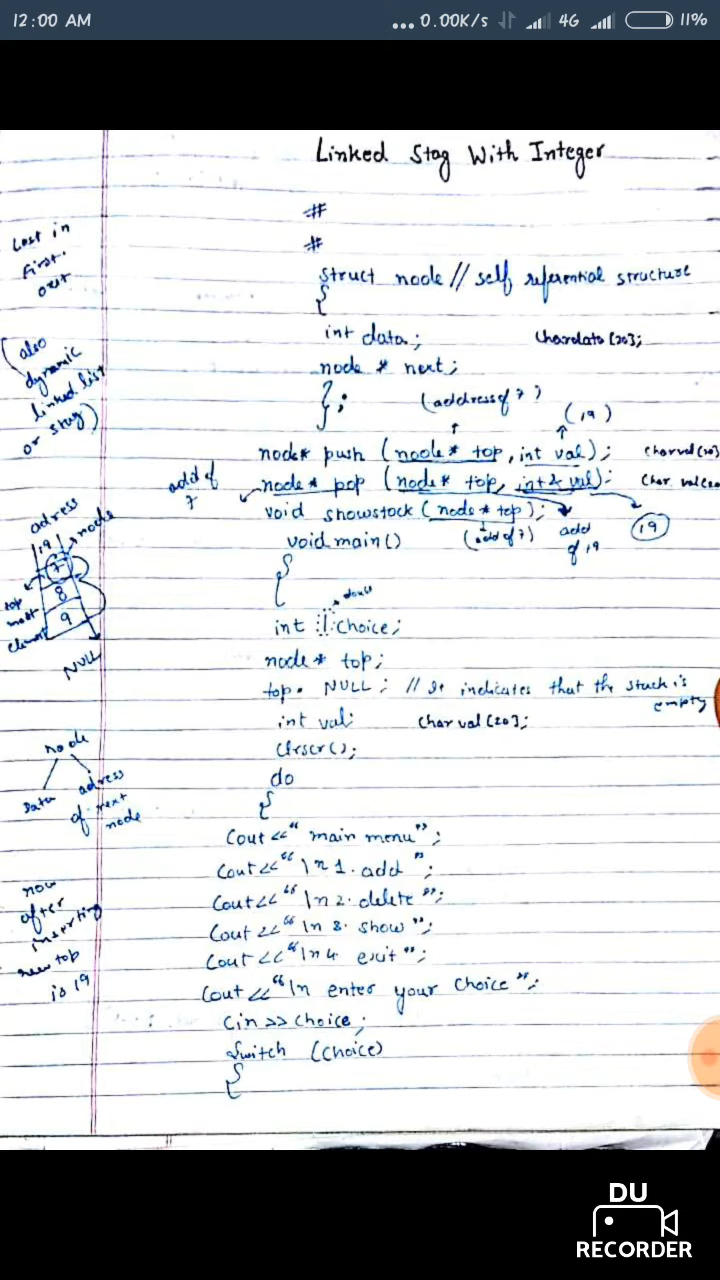 12:00 AM
...0.00K/s 4G 11%
Linked Stag With Integer
#
#
struct node // self referential structure
{
int data; Chardata [20];
node * next;
}; (address of 7)
(19)
node* push (node* top, int val); Charval(20)
node* pop (node* top, int & val); Char val(20
void showstock (node * top);
(add of 7) add of 19
(19)
void main()
{
int i Choice;
node * top;
top = NULL; // It indicates that the stack is
empty
int val; Char val [20];
Clrscr();
do
{
Cout <<" main menu";
Cout <<" \n 1. add ";
Cout <<" \n 2. delete ";
Cout <<" \n 3. show ";
Cout <<"\n 4. exit ";
Cout <<"\n enter your choice ";
Cin >> choice;
Switch (Choice)
{
Last in
First.
out
(also
dynamic
linked list
or stag)
add of
7
adress
node
19
7
8
9
top
most
element
NULL
node
Data
adress
of next
node
now
after
inserting
new top
is 19
DU
RECORDER